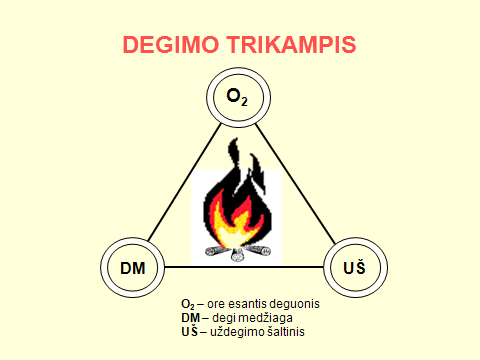 DEGIMO TRIKAMPIS
O₂
DM
UŠ
O₂ – ore esantis deguonis
DM – degi medžiaga
UŠ – uždegimo šaltinis